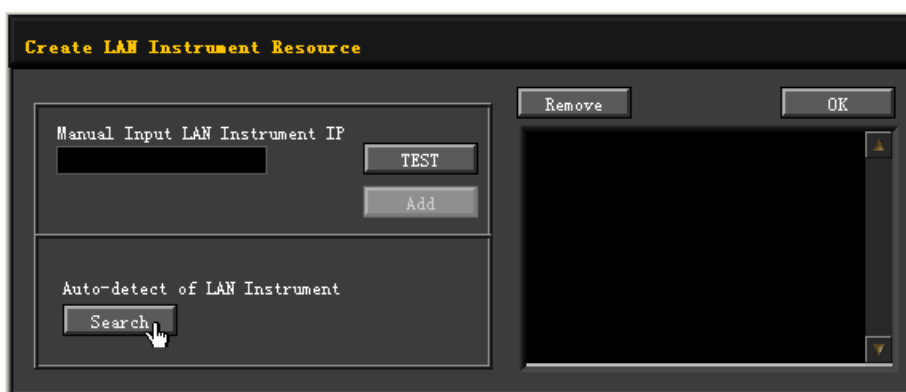 Create LAN Instrument Resource
Manual Input LAN Instrument IP
TEST
Add
Auto-detect of LAN Instrument
Search
Remove
OK